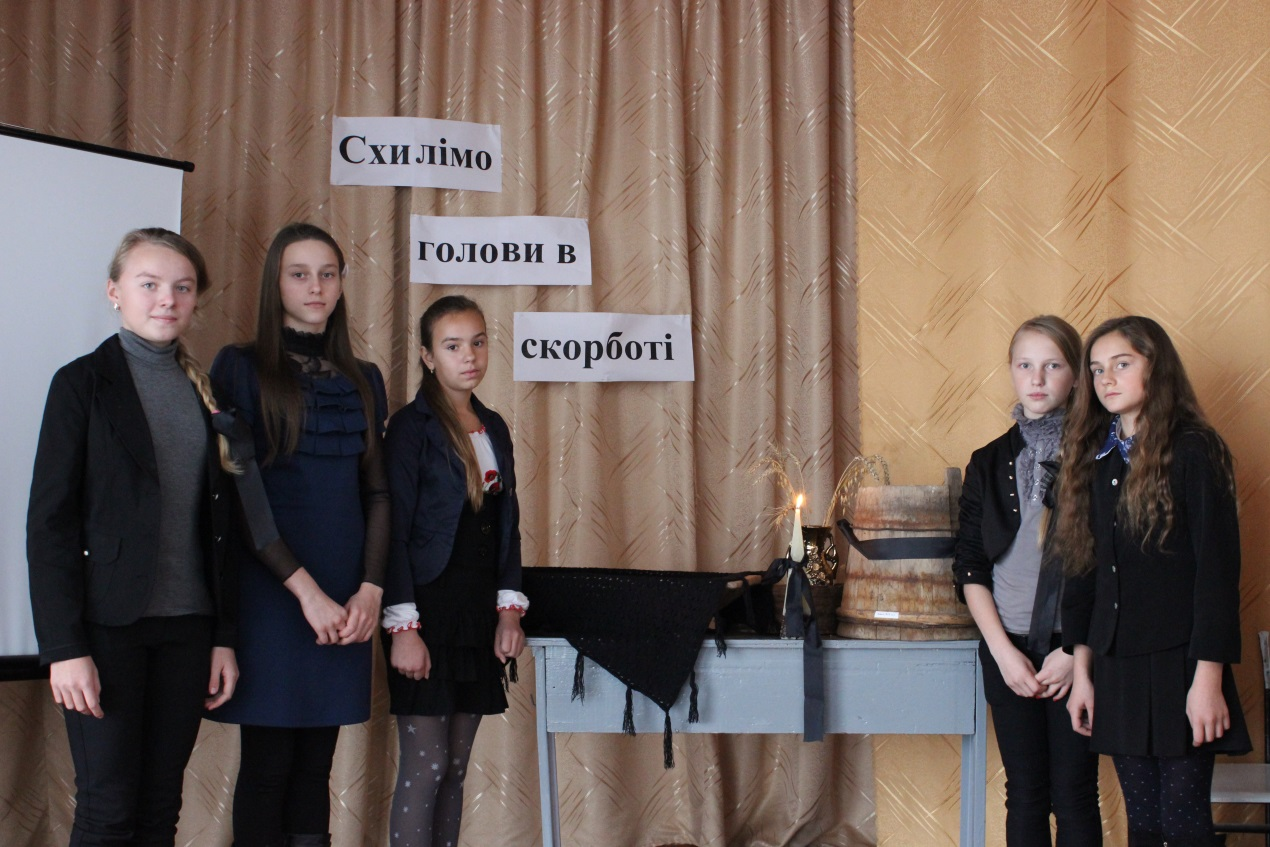 Схилімо
голови в
скорботі